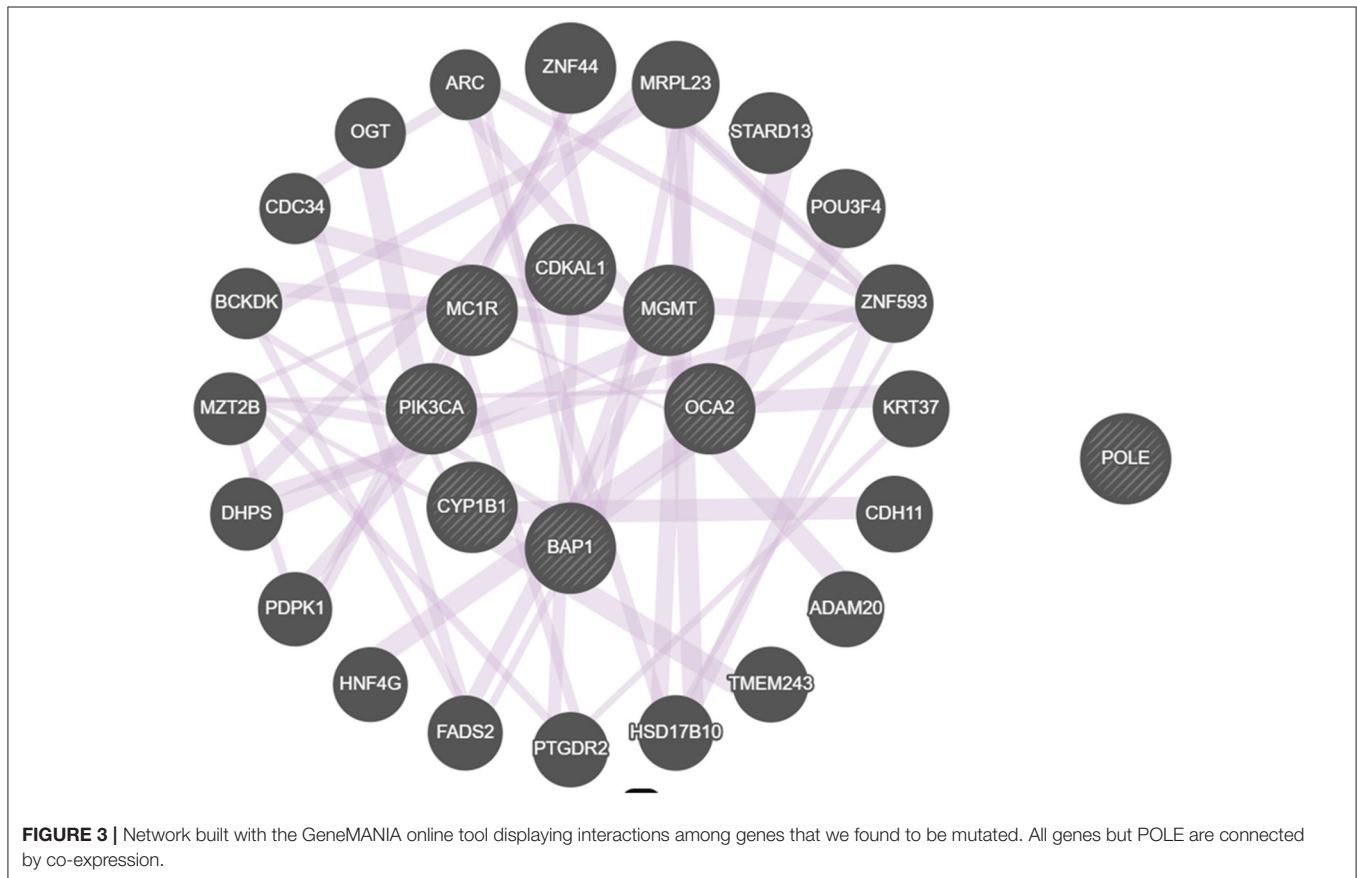 ZNF44
ARC
MRPL23
OGT
STARD13
CDC34
POU3F4
CDKAL1
BCKDK
MC1R
MGMT
ZNF593
MZT2B
PIK3CA
OCA2
KRT37
POLE
DHPS
CYP1B1
CDH11
BAP1
PDPK1
ADAM20
HNF4G
TMEM243
FADS2
PTGDR2
HSD17B10
FIGURE 3 | Network built with the GeneMANIA online tool displaying interactions among genes that we found to be mutated. All genes but POLE are connected
by co-expression.